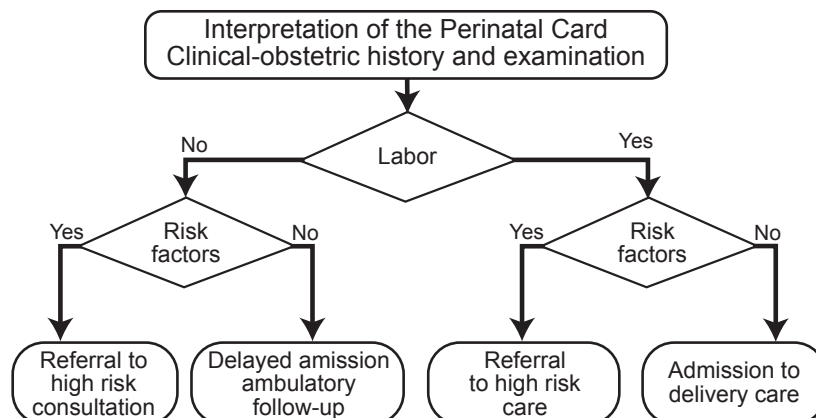 Interpretation of the Perinatal Card
Clinical-obstetric history and examination
Labor
No
Yes
Risk
factors
Yes
No
Risk
factors
Yes
No
Referral to
high risk
consultation
Delayed amission
ambulatory
follow-up
Referral
to high risk
care
Admission to
delivery care